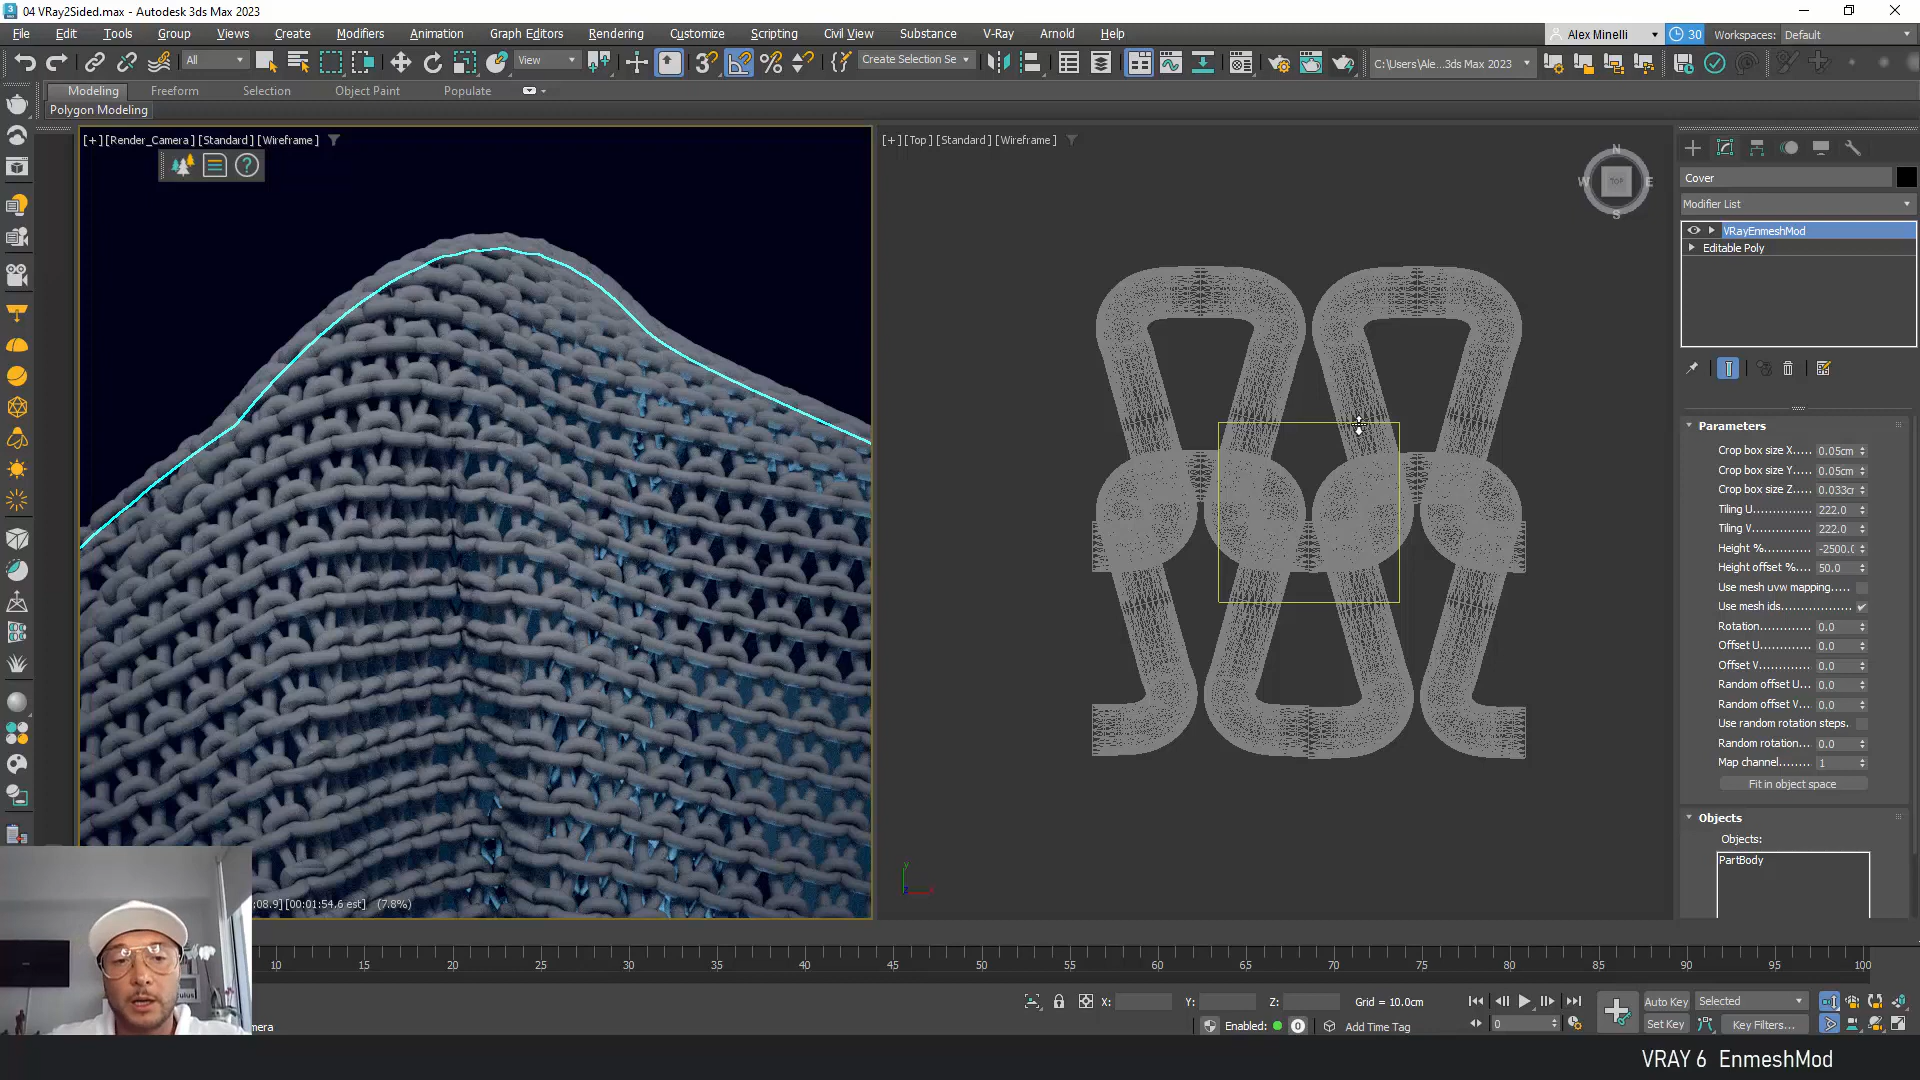 04 VRay2Sided.max - Autodesk 3ds Max 2023
File Edit Tools Group Views Create Modifiers Animation Graph Editors Rendering Customize Scripting Civil View Substance V-Ray Arnold Help Alex Minelli 30 Workspaces: Default
All View Create Selection Se C:\Users\Ale...3ds Max 2023
Modeling Freeform Selection Object Paint Populate
Polygon Modeling
[+] [Render_Camera] [Standard] [Wireframe]
[+] [Top] [Standard] [Wireframe]
N
W TOP E
S
Cover
Modifier List
VRayEnmeshMod
Editable Poly
Parameters
Crop box size X..... 0.05cm
Crop box size Y..... 0.05cm
Crop box size Z..... 0.033cr
Tiling U.............. 222.0
Tiling V.............. 222.0
Height %............ -2500.0
Height offset %..... 50.0
Use mesh uvw mapping.....
Use mesh ids................
Rotation............ 0.0
Offset U............ 0.0
Offset V............ 0.0
Random offset U... 0.0
Random offset V... 0.0
Use random rotation steps.
Random rotation... 0.0
Map channel........ 1
Fit in object space
Objects
Objects:
PartBody
y
:08.9] [00:01:54.6 est] (7.8%)
10 15 20 25 30 35 40 45 50 55 60 65 70 75 80 85 90 95 100
X: Y: Z: Grid = 10.0cm Auto Key Selected
mera Enabled: 0 Add Time Tag 0 Set Key Key Filters...
VRAY 6 EnmeshMod